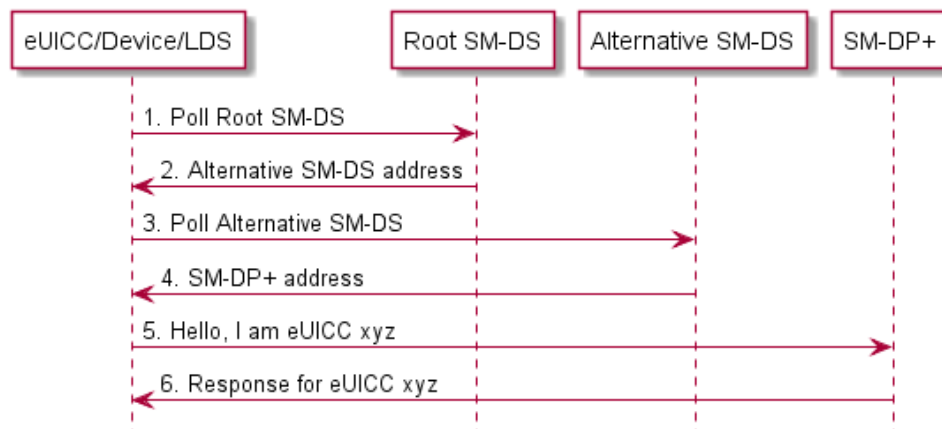 eUICC/Device/LDS
Root SM-DS
Alternative SM-DS
SM-DP+
1. Poll Root SM-DS
2. Alternative SM-DS address
3. Poll Alternative SM-DS
4. SM-DP+ address
5. Hello, I am eUICC xyz
6. Response for eUICC xyz